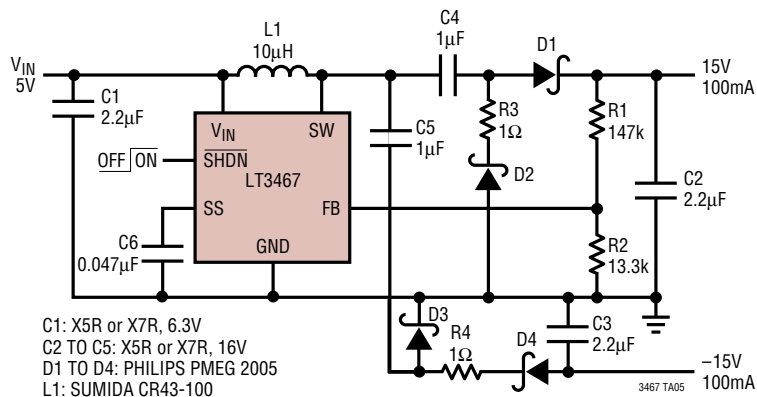 L1
10µH
C4
1µF
D1
VIN
5V
15V
100mA
C1
2.2µF
VIN
SW
C5
1µF
R3
1Ω
R1
147k
OFF ON
SHDN
LT3467
D2
C2
2.2µF
SS
FB
C6
0.047µF
GND
R2
13.3k
D3
R4
1Ω
D4
C3
2.2µF
C1: X5R or X7R, 6.3V
C2 TO C5: X5R or X7R, 16V
D1 TO D4: PHILIPS PMEG 2005
L1: SUMIDA CR43-100
3467 TA05
–15V
100mA